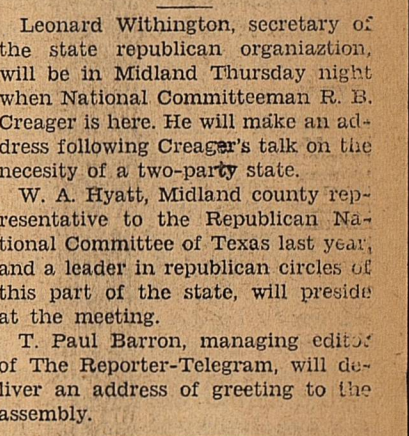 Leonard Withington, secretary of
the state republican organiaztion,
will be in Midland Thursday night
when National Committeeman R. B.
Creager is here. He will make an ad-
dress following Creager's talk on the
necesity of a two-party state.
W. A. Hyatt, Midland county rep-
resentative to the Republican Na-
tional Committee of Texas last year,
and a leader in republican circles of
this part of the state, will preside
at the meeting.
T. Paul Barron, managing editor
of The Reporter-Telegram, will de-
liver an address of greeting to the
assembly.